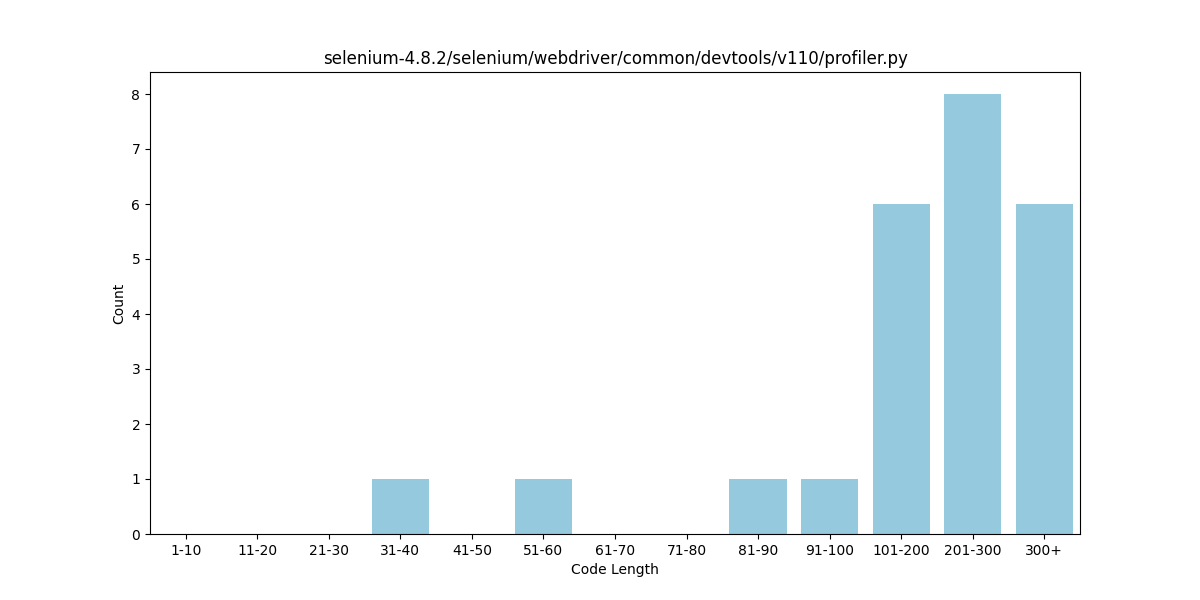 selenium-4.8.2/selenium/webdriver/common/devtools/v110/profiler.py
8
7
6
5
4
3
2
1
0
Count
1-10 11-20 21-30 31-40 41-50 51-60 61-70 71-80 81-90 91-100 101-200 201-300 300+
Code Length